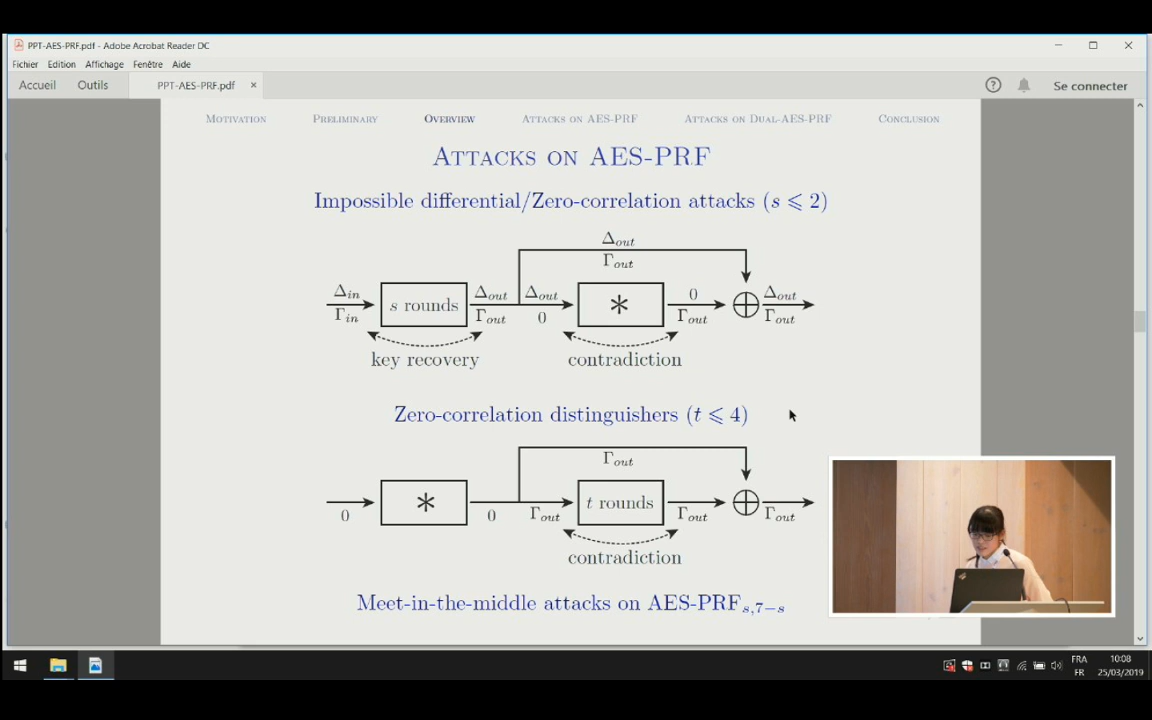 PPT-AES-PRF.pdf - Adobe Acrobat Reader DC
Fichier Edition Affichage Fenêtre Aide
Accueil Outils PPT-AES-PRF.pdf × Se connecter
Motivation Preliminary Overview Attacks on AES-PRF Attacks on Dual-AES-PRF Conclusion
Attacks on AES-PRF
Impossible differential/Zero-correlation attacks (s ⩽ 2)
Δout
Γout
Δin Δout Δout 0 Δout
s rounds *
Γin Γout 0 Γout Γout
key recovery contradiction
Zero-correlation distinguishers (t ⩽ 4)
Γout
* t rounds
0 0 Γout Γout Γout
contradiction
Meet-in-the-middle attacks on AES-PRFs,7−s
FRA 10:08
FR 25/03/2019